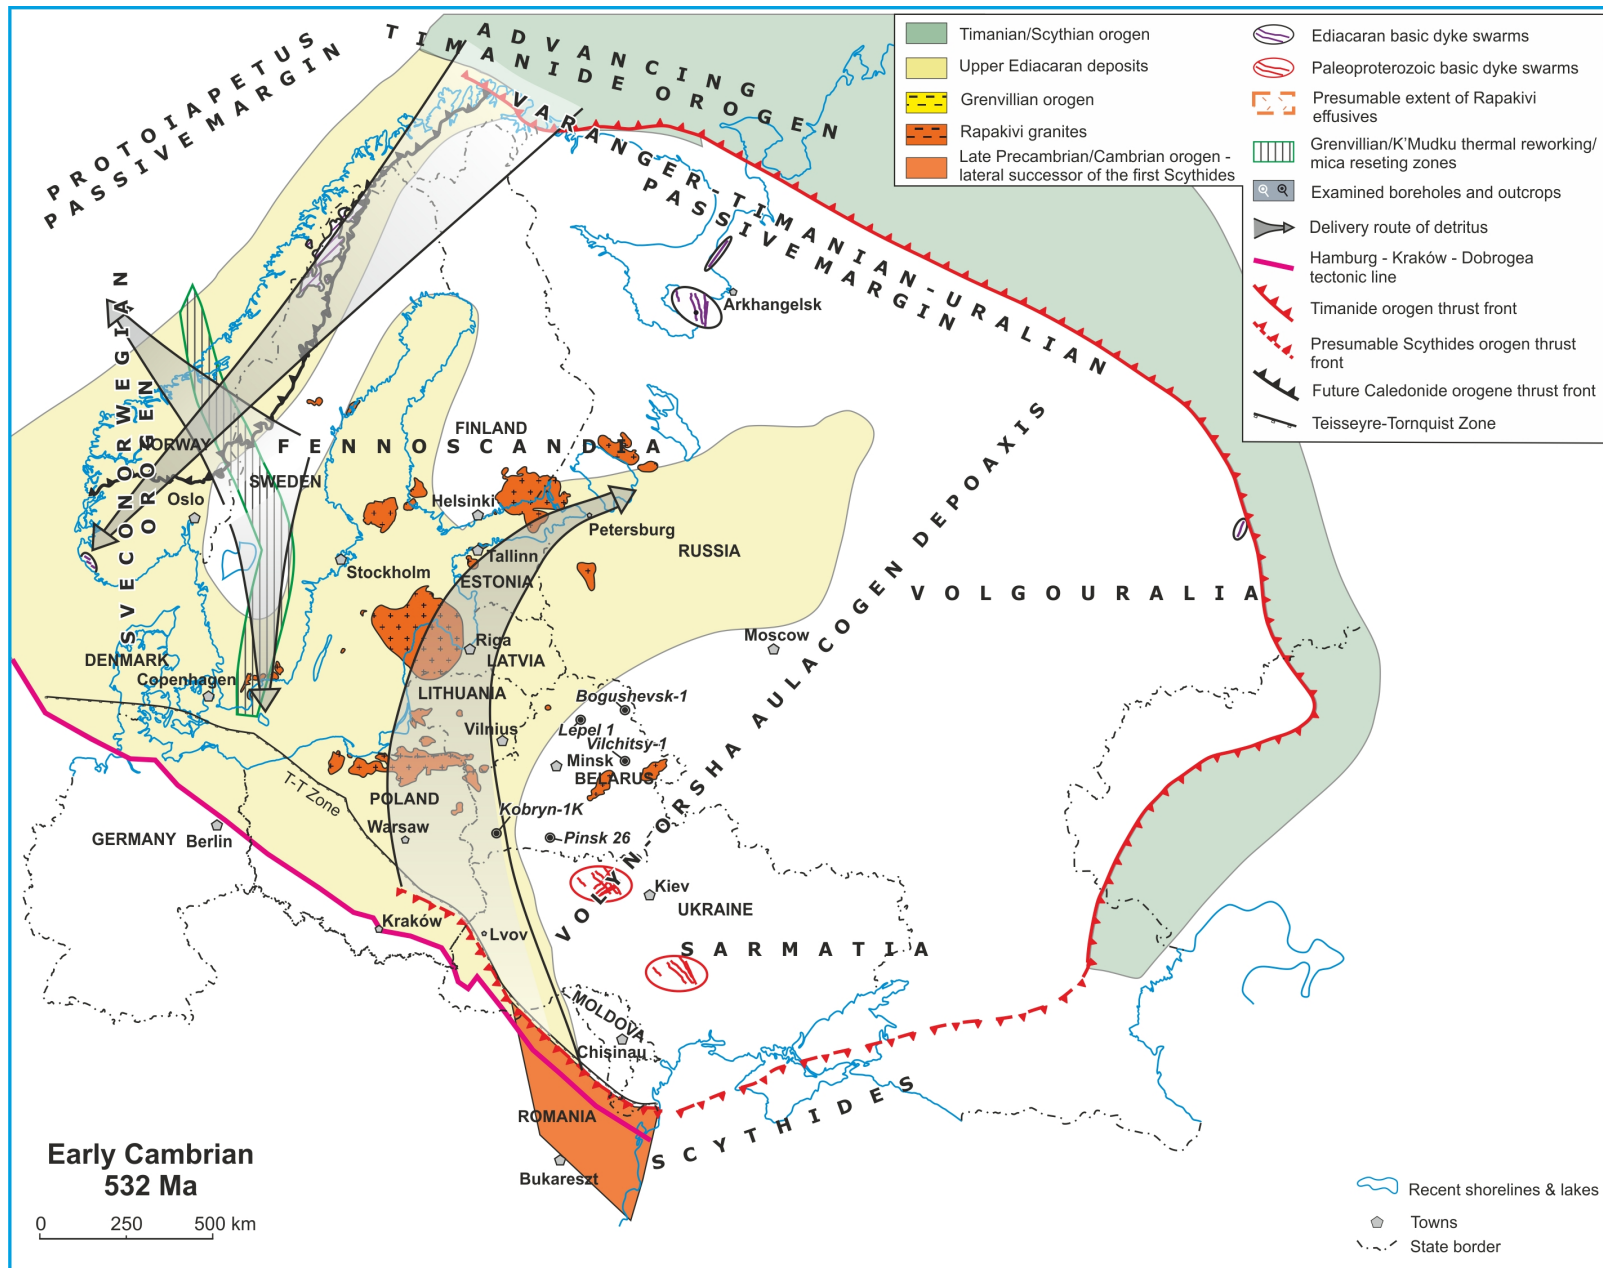 PROTOIAPETUS
PASSIVE MARGIN
ADVANCING
TIMANIDE OROGEN
VARANGER-TIMANIAN-URALIAN
PASSIVE MARGIN
Timanian/Scythian orogen
Upper Ediacaran deposits
Grenvillian orogen
Rapakivi granites
Late Precambrian/Cambrian orogen -
lateral successor of the first Scythides
Ediacaran basic dyke swarms
Paleoproterozoic basic dyke swarms
Presumable extent of Rapakivi
effusives
Grenvillian/K'Mudku thermal reworking/
mica reseting zones
Examined boreholes and outcrops
Delivery route of detritus
Hamburg - Kraków - Dobrogea
tectonic line
Timanide orogen thrust front
Presumable Scythides orogen thrust
front
Future Caledonide orogene thrust front
Teisseyre-Tornquist Zone
Arkhangelsk
SVECONORWEGIAN
OROGEN
NORWAY
FENNOSCANDIA
FINLAND
SWEDEN
Oslo
Helsinki
Petersburg
Tallinn
RUSSIA
Stockholm
ESTONIA
VOLGOURALIA
VOLYN-ORSHA AULACOGEN DEPOAXIS
Riga
Moscow
LATVIA
DENMARK
Copenhagen
LITHUANIA
Bogushevsk-1
Lepel 1
Vilnius
Vilchitsy-1
Minsk
BELARUS
T-T Zone
POLAND
Kobryn-1K
Warsaw
Pinsk 26
GERMANY
Berlin
Kiev
UKRAINE
Kraków
Lvov
SARMATIA
MOLDOVA
Chisinau
ROMANIA
SCYTHIDES
Bukareszt
Early Cambrian
532 Ma
0 250 500 km
Recent shorelines & lakes
Towns
State border